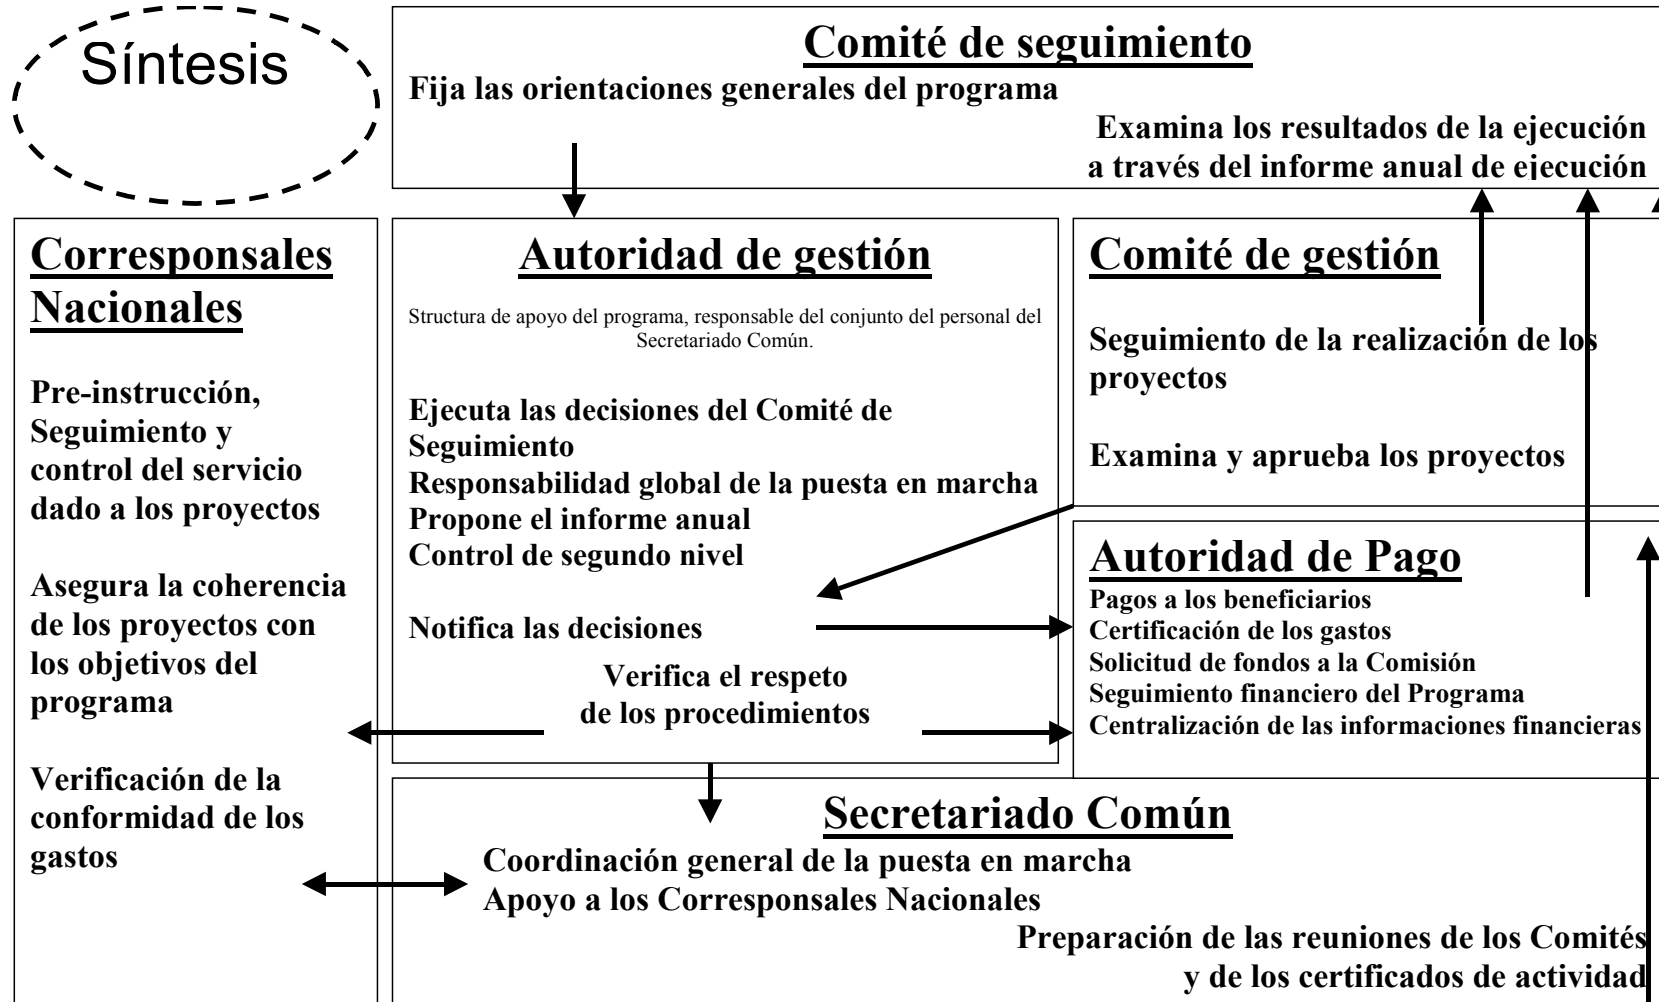 Síntesis
Comité de seguimiento
Fija las orientaciones generales del programa
Examina los resultados de la ejecución
a través del informe anual de ejecución
Corresponsales
Nacionales
Pre-instrucción,
Seguimiento y
control del servicio
dado a los proyectos
Asegura la coherencia
de los proyectos con
los objetivos del
programa
Verificación de la
conformidad de los
gastos
Autoridad de gestión
Structura de apoyo del programa, responsable del conjunto del personal del
Secretariado Común.
Ejecuta las decisiones del Comité de
Seguimiento
Responsabilidad global de la puesta en marcha
Propone el informe anual
Control de segundo nivel
Notifica las decisiones
Verifica el respeto
de los procedimientos
Comité de gestión
Seguimiento de la realización de los
proyectos
Examina y aprueba los proyectos
Autoridad de Pago
Pagos a los beneficiarios
Certificación de los gastos
Solicitud de fondos a la Comisión
Seguimiento financiero del Programa
Centralización de las informaciones financieras
Secretariado Común
Coordinación general de la puesta en marcha
Apoyo a los Corresponsales Nacionales
Preparación de las reuniones de los Comités
y de los certificados de actividad